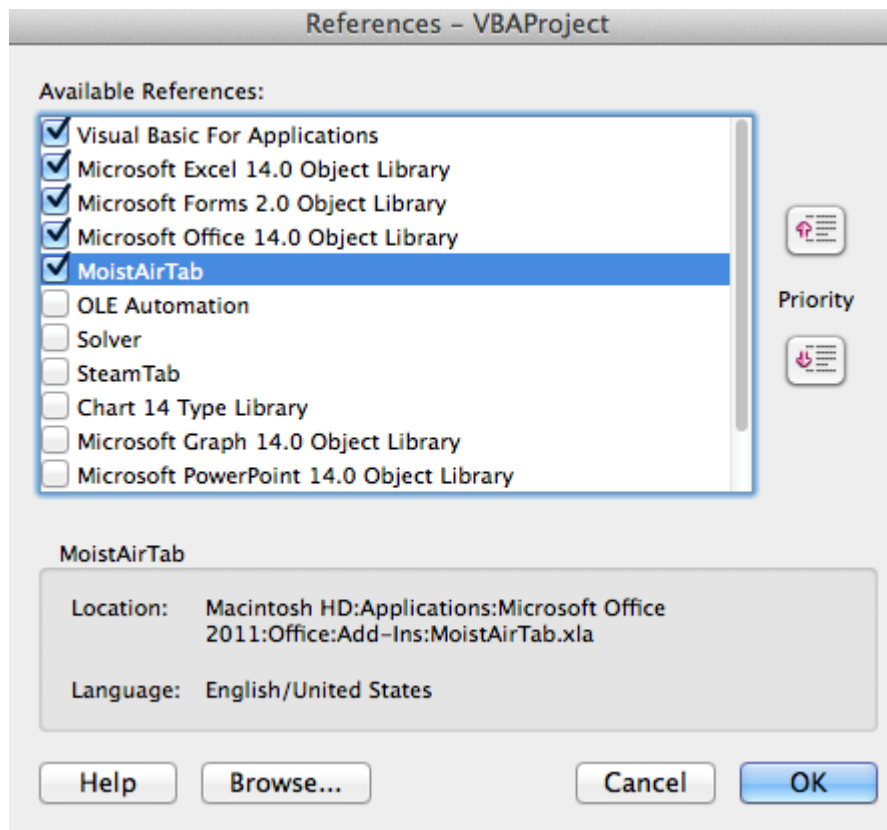 References – VBAProject
Available References:
Visual Basic For Applications
Microsoft Excel 14.0 Object Library
Microsoft Forms 2.0 Object Library
Microsoft Office 14.0 Object Library
MoistAirTab
OLE Automation
Solver
SteamTab
Chart 14 Type Library
Microsoft Graph 14.0 Object Library
Microsoft PowerPoint 14.0 Object Library
Priority
MoistAirTab
Location: Macintosh HD:Applications:Microsoft Office
2011:Office:Add-Ins:MoistAirTab.xla
Language: English/United States
Help Browse... Cancel OK